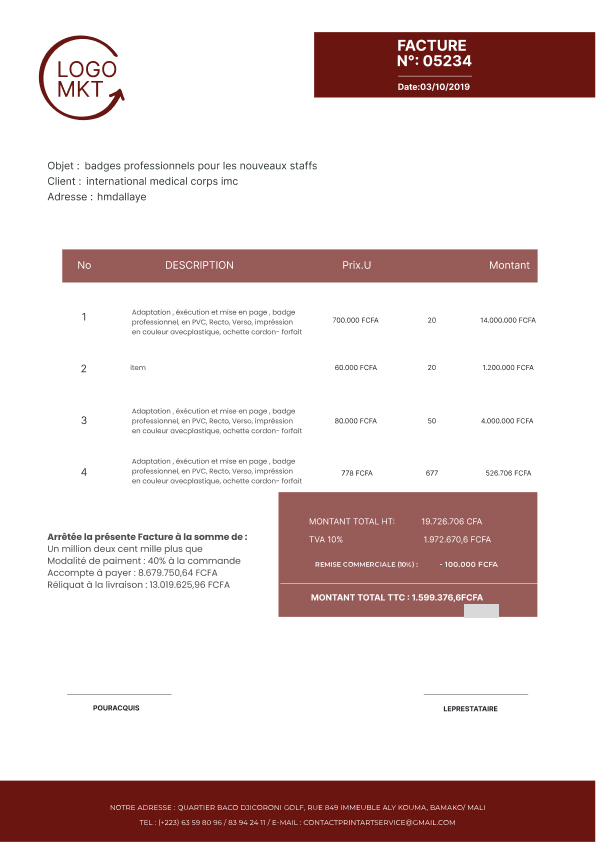 LOGO
MKT
FACTURE
N°: 05234
Date:03/10/2019
Objet : badges professionnels pour les nouveaux staffs
Client : international medical corps imc
Adresse : hmdallaye
No DESCRIPTION Prix.U Montant
1 Adaptation , éxécution et mise en page , badge
professionnel, en PVC, Recto, Verso, impréssion
en couleur avecplastique, ochette cordon- forfait
700.000 FCFA 20 14.000.000 FCFA
2 item 60.000 FCFA 20 1.200.000 FCFA
3 Adaptation , éxécution et mise en page , badge
professionnel, en PVC, Recto, Verso, impréssion
en couleur avecplastique, ochette cordon- forfait
80.000 FCFA 50 4.000.000 FCFA
4 Adaptation , éxécution et mise en page , badge
professionnel, en PVC, Recto, Verso, impréssion
en couleur avecplastique, ochette cordon- forfait
778 FCFA 677 526.706 FCFA
MONTANT TOTAL HT: 19.726.706 CFA
TVA 10% 1.972.670,6 FCFA
REMISE COMMERCIALE (10%) : - 100.000 FCFA
MONTANT TOTAL TTC : 1.599.376,6FCFA
Arrêtée la présente Facture à la somme de :
Un million deux cent mille plus que
Modalité de paiment : 40% à la commande
Accompte à payer : 8.679.750,64 FCFA
Réliquat à la livraison : 13.019.625,96 FCFA
POURACQUIS
LEPRESTATAIRE
NOTRE ADRESSE : QUARTIER BACO DJICORONI GOLF, RUE 849 IMMEUBLE ALY KOUMA, BAMAKO/ MALI
TEL : (+223) 63 59 80 96 / 83 94 24 11 / E-MAIL : CONTACTPRINTARTSERVICE@GMAIL.COM